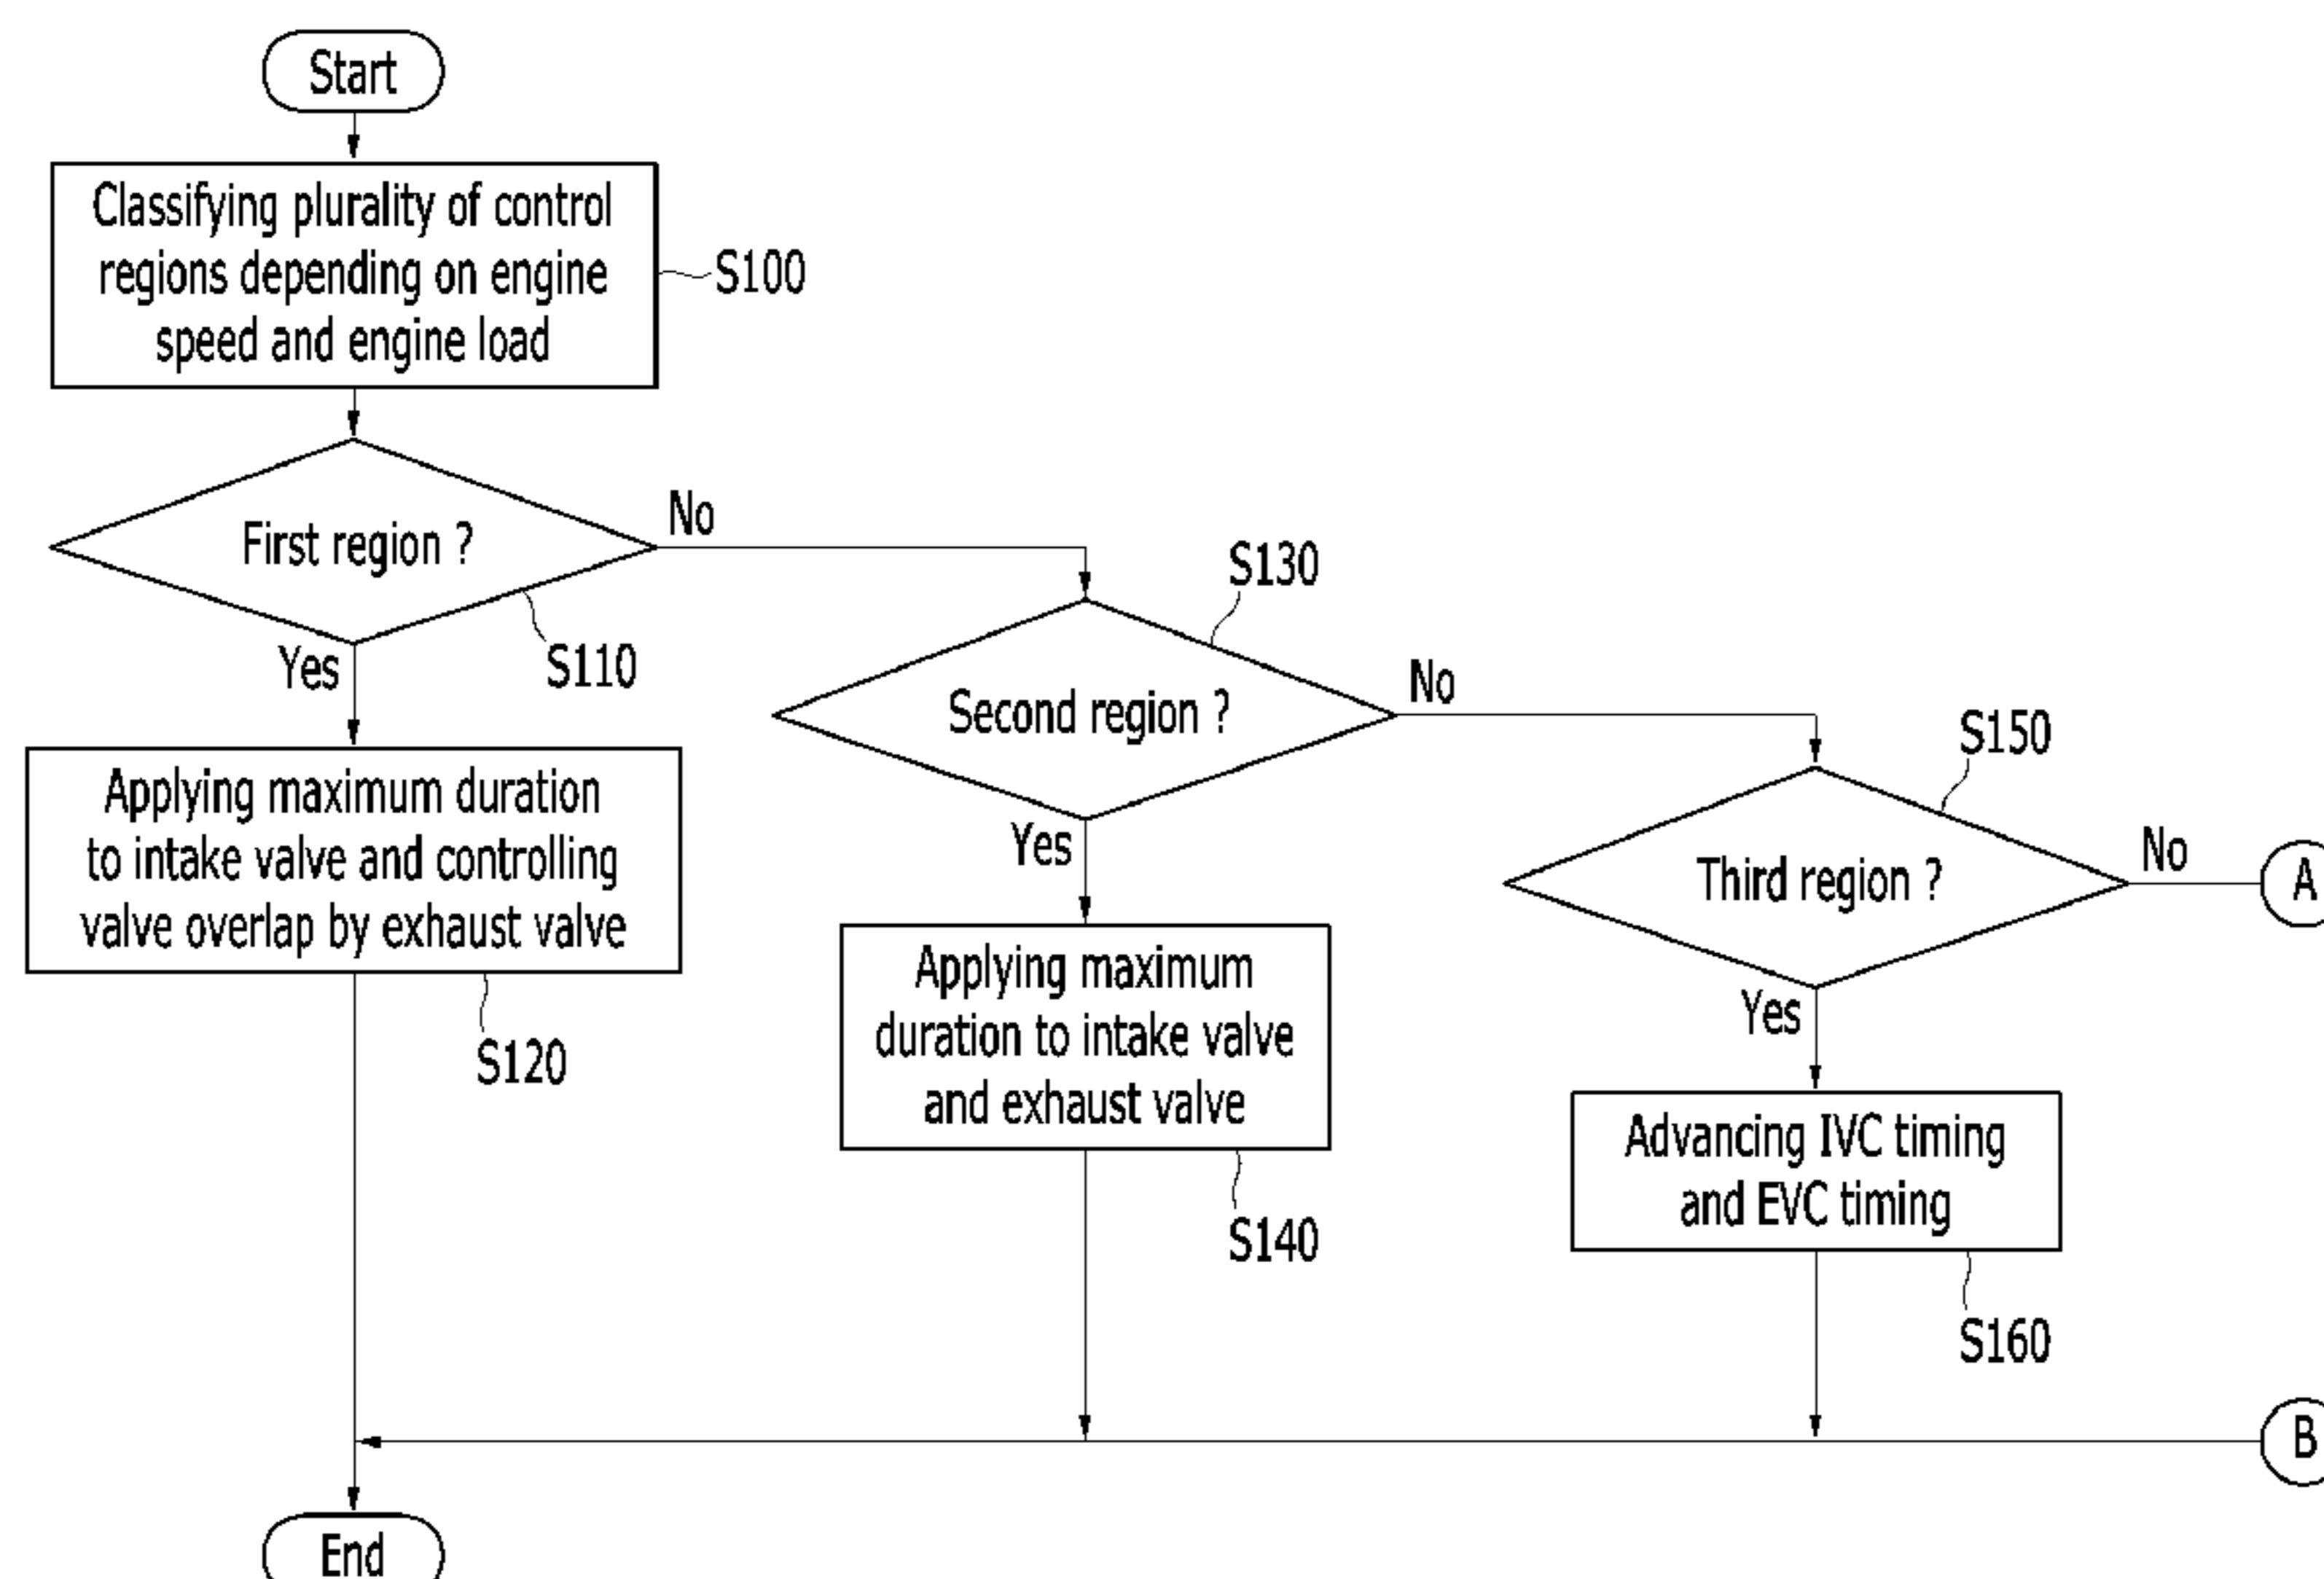 Start
Classifying plurality of control
regions depending on engine
speed and engine load
S100
First region ?
No
Yes
S110
Applying maximum duration
to intake valve and controlling
valve overlap by exhaust valve
S120
S130
Second region ?
No
Yes
Applying maximum
duration to intake valve
and exhaust valve
S140
S150
Third region ?
No
A
Yes
Advancing IVC timing
and EVC timing
S160
B
End